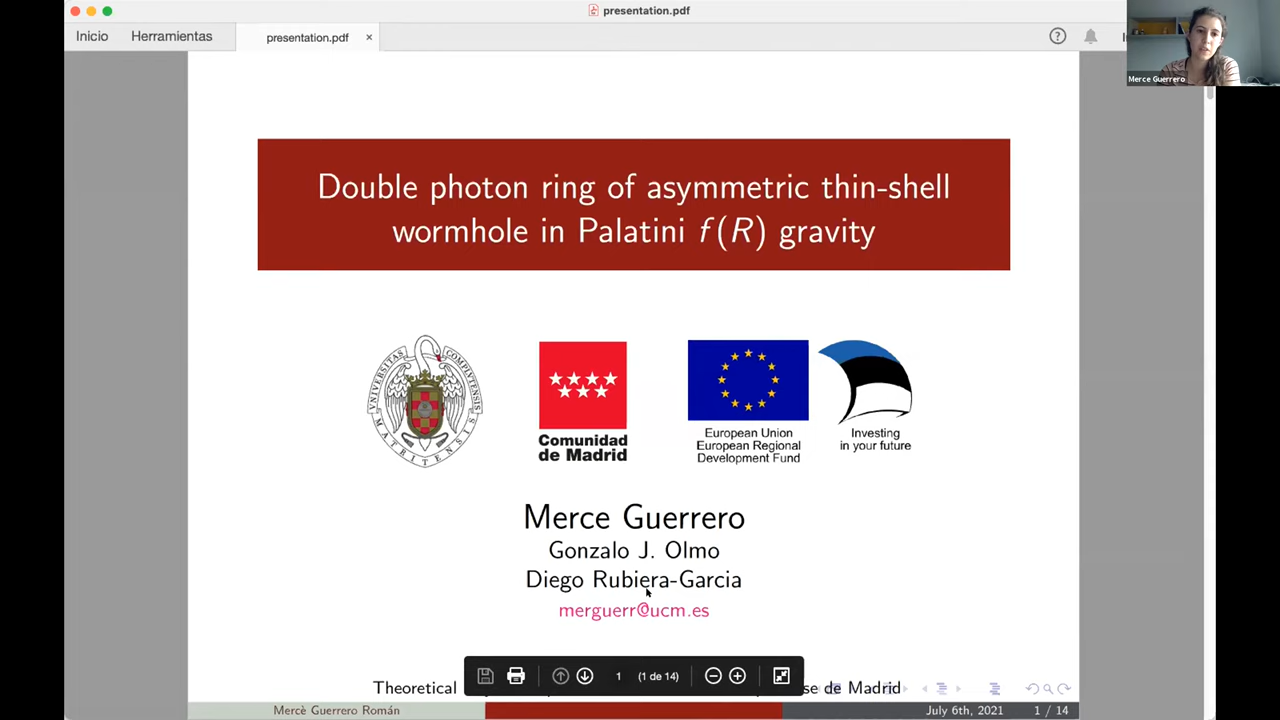 presentation.pdf
Inicio
Herramientas
presentation.pdf
Merce Guerrero
Double photon ring of asymmetric thin-shell
wormhole in Palatini f(R) gravity
VNIVERSITAS COMPLVTENSIS
MATRITENSIS
Comunidad
de Madrid
European Union
European Regional
Development Fund
Investing
in your future
Merce Guerrero
Gonzalo J. Olmo
Diego Rubiera-Garcia
merguerr@ucm.es
1 (1 de 14)
Theoretical
de Madrid
Mercè Guerrero Román
July 6th, 2021
1 / 14